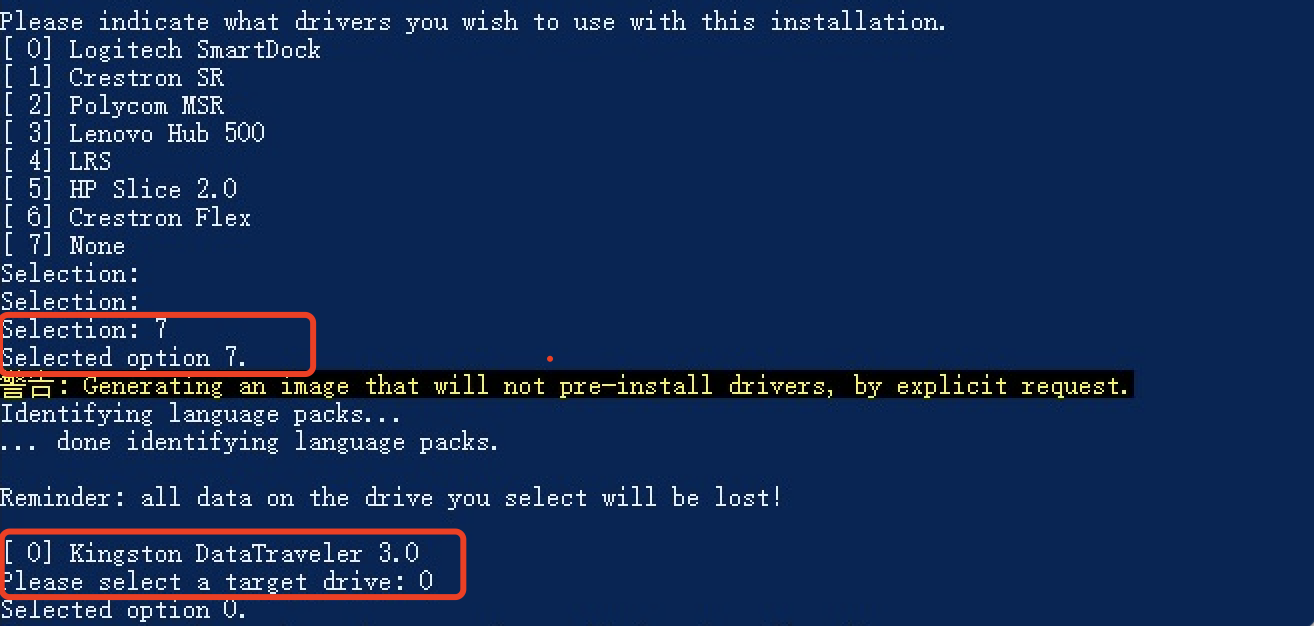 Please indicate what drivers you wish to use with this installation.
[ 0] Logitech SmartDock
[ 1] Crestron SR
[ 2] Polycom MSR
[ 3] Lenovo Hub 500
[ 4] LRS
[ 5] HP Slice 2.0
[ 6] Crestron Flex
[ 7] None
Selection:
Selection:
Selection: 7
Selected option 7.
警告: Generating an image that will not pre-install drivers, by explicit request.
Identifying language packs...
... done identifying language packs.
Reminder: all data on the drive you select will be lost!
[ 0] Kingston DataTraveler 3.0
Please select a target drive: 0
Selected option 0.